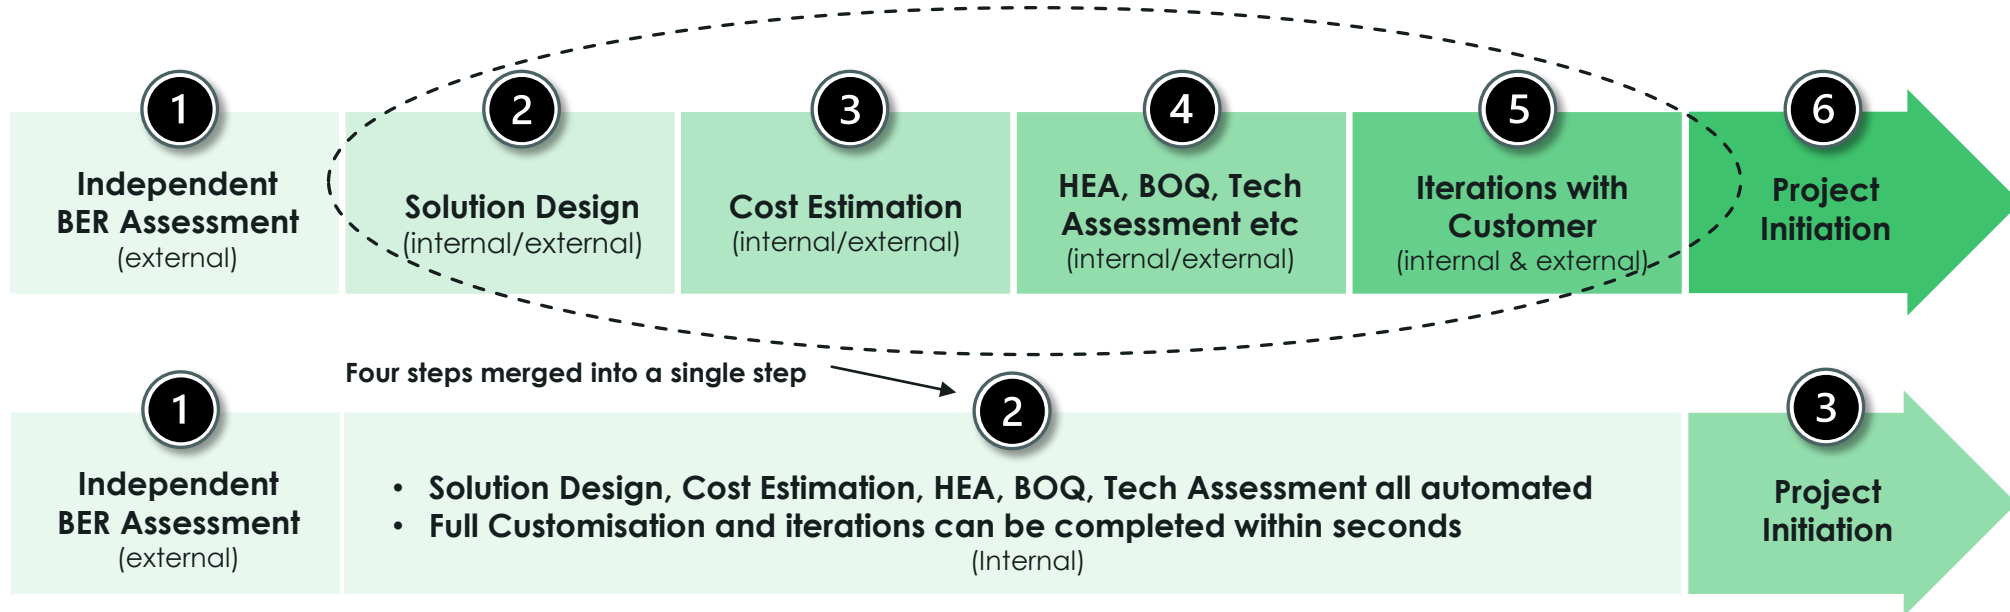 1
Independent
BER Assessment
(external)
2
Solution Design
(internal/external)
3
Cost Estimation
(internal/external)
4
HEA, BOQ, Tech
Assessment etc
(internal/external)
5
Iterations with
Customer
(internal & external)
6
Project
Initiation
Four steps merged into a single step
1
Independent
BER Assessment
(external)
2
• Solution Design, Cost Estimation, HEA, BOQ, Tech Assessment all automated
• Full Customisation and iterations can be completed within seconds
(Internal)
3
Project
Initiation